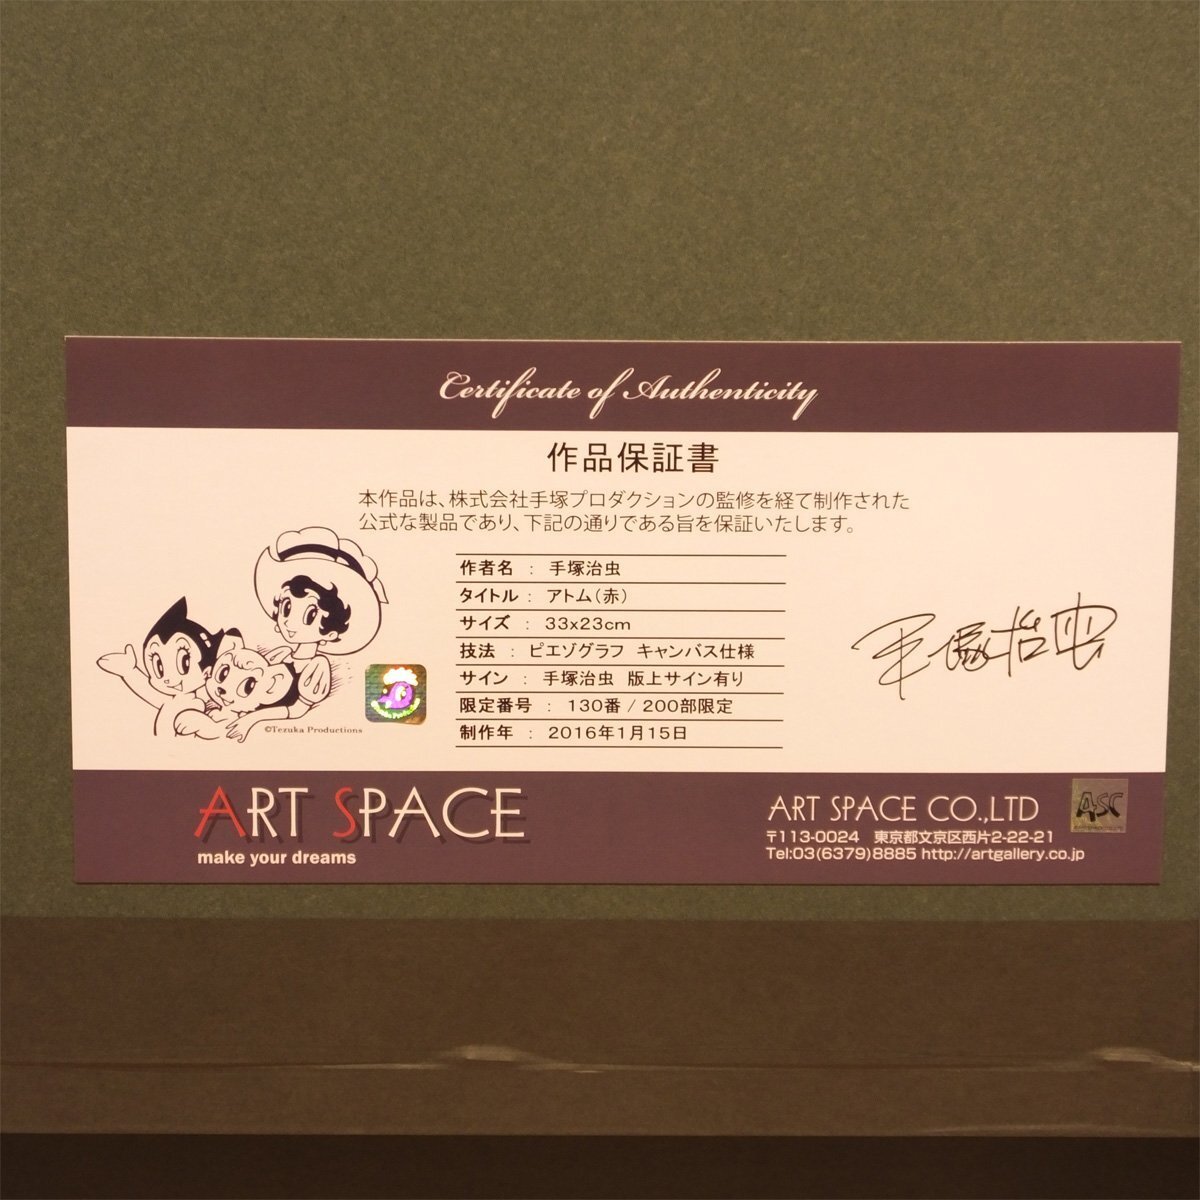 Certificate of Authenticity
作品保証書
本作品は、株式会社手塚プロダクションの監修を経て制作された
公式な製品であり、下記の通りである旨を保証いたします。
作者名 : 手塚治虫
タイトル : アトム(赤)
サイズ : 33x23cm
技法 : ピエゾグラフ キャンバス仕様
サイン : 手塚治虫 版上サイン有り
限定番号 : 130番 / 200部限定
制作年 : 2016年1月15日
©Tezuka Productions
手塚治虫
ART SPACE
make your dreams
ART SPACE CO.,LTD
〒113-0024 東京都文京区西片2-22-21
Tel:03(6379)8885 http://artgallery.co.jp
ASC